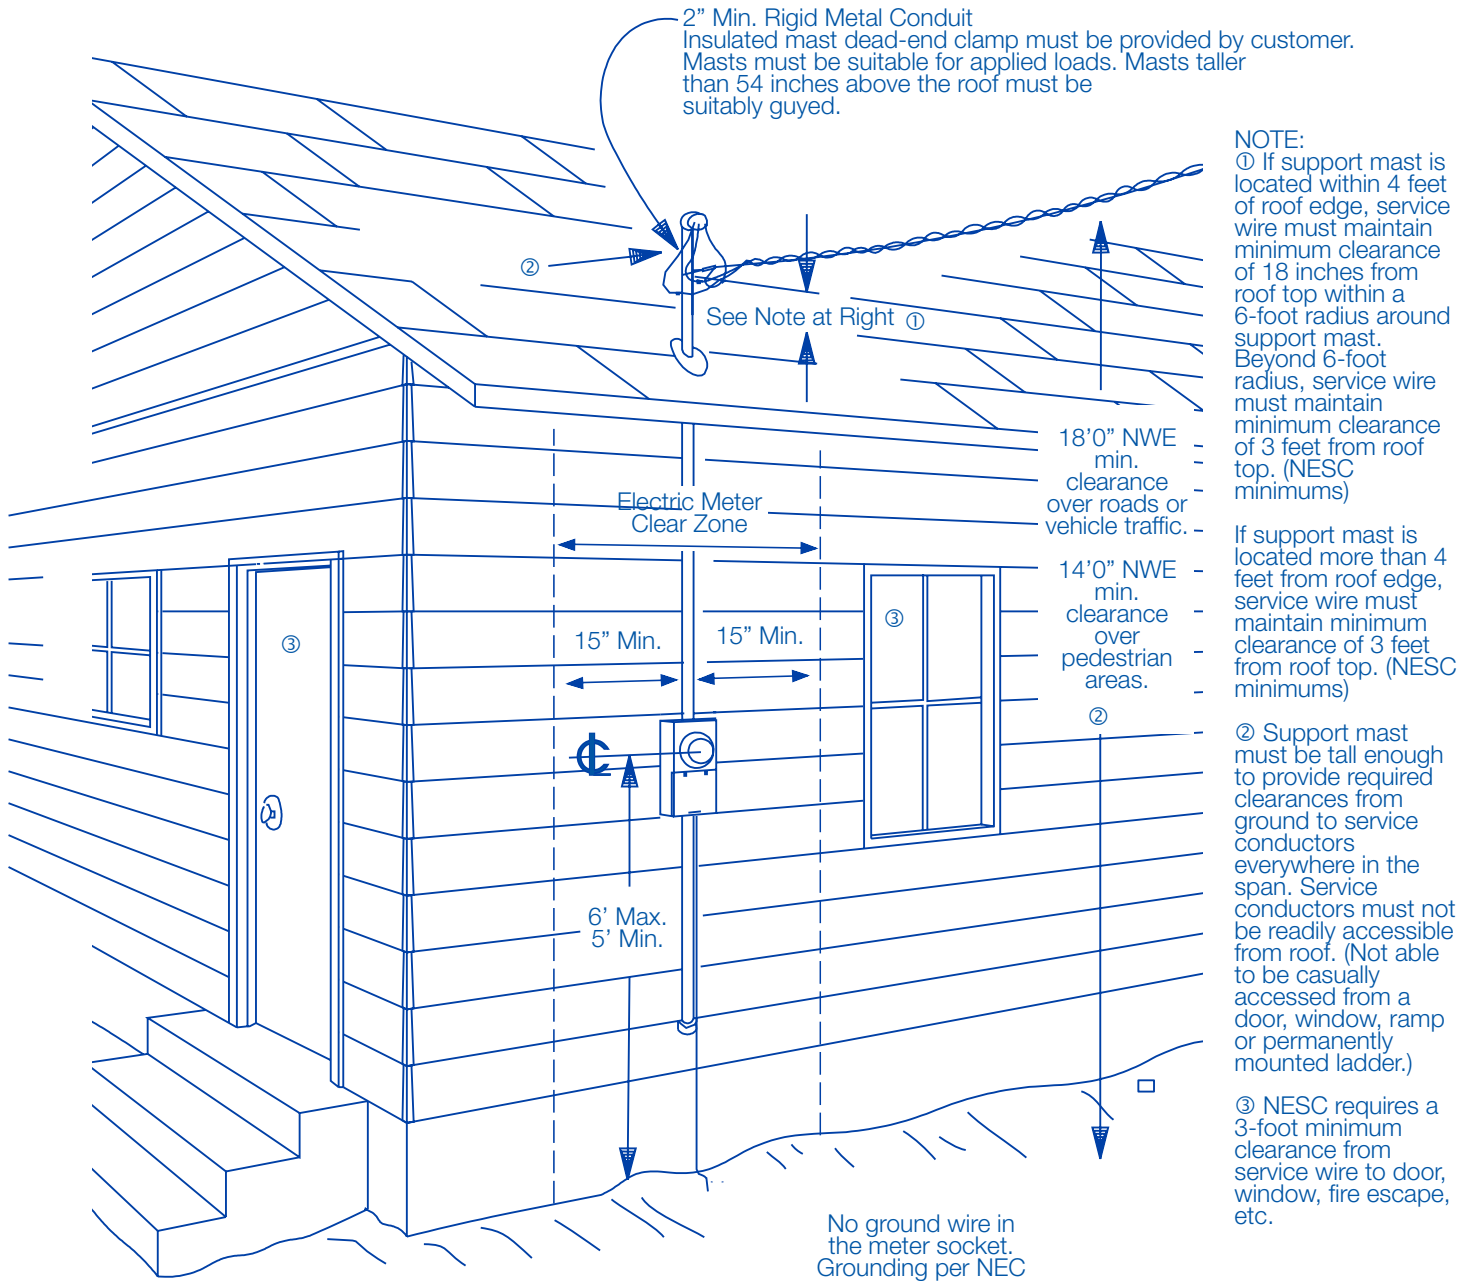 2” Min. Rigid Metal Conduit
Insulated mast dead-end clamp must be provided by customer.
Masts must be suitable for applied loads. Masts taller
than 54 inches above the roof must be
suitably guyed.
②
See Note at Right ①
Electric Meter
Clear Zone
15” Min.
15” Min.
③
③
℄
6’ Max.
5’ Min.
18’0” NWE
min.
clearance
over roads or
vehicle traffic.
14’0” NWE
min.
clearance
over
pedestrian
areas.
②
No ground wire in
the meter socket.
Grounding per NEC
NOTE:
① If support mast is
located within 4 feet
of roof edge, service
wire must maintain
minimum clearance
of 18 inches from
roof top within a
6-foot radius around
support mast.
Beyond 6-foot
radius, service wire
must maintain
minimum clearance
of 3 feet from roof
top. (NESC
minimums)
If support mast is
located more than 4
feet from roof edge,
service wire must
maintain minimum
clearance of 3 feet
from roof top. (NESC
minimums)
② Support mast
must be tall enough
to provide required
clearances from
ground to service
conductors
everywhere in the
span. Service
conductors must not
be readily accessible
from roof. (Not able
to be casually
accessed from a
door, window, ramp
or permanently
mounted ladder.)
③ NESC requires a
3-foot minimum
clearance from
service wire to door,
window, fire escape,
etc.